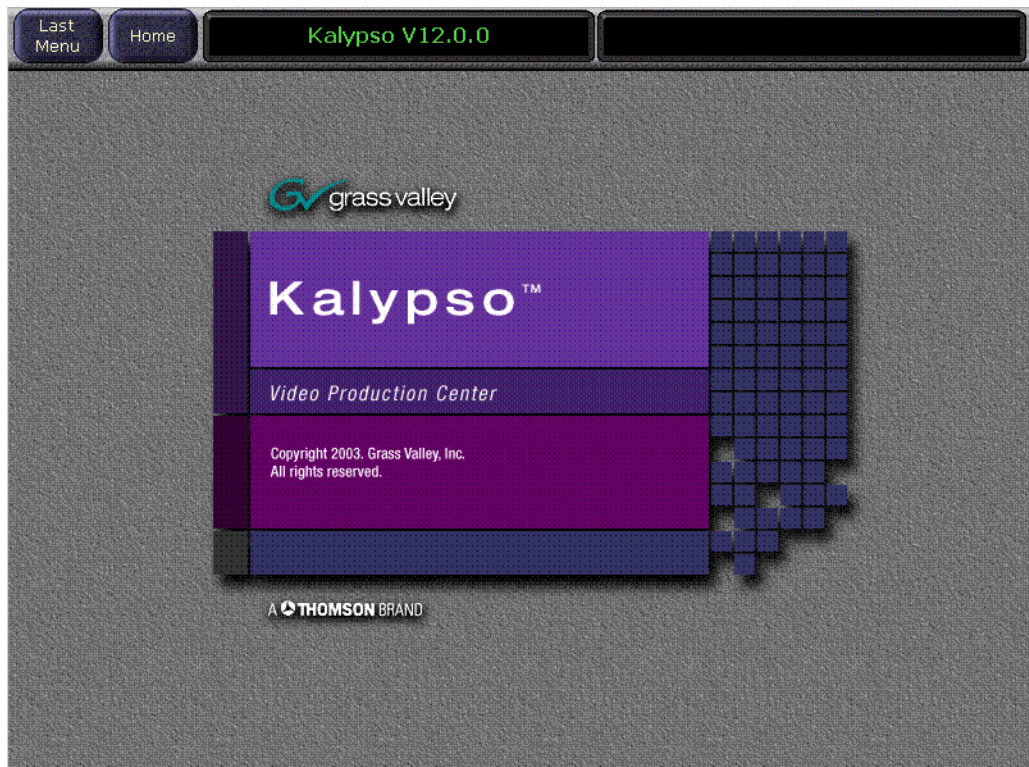 Last
Menu
Home
Kalypso V12.0.0
GV grass valley
Kalypso™
Video Production Center
Copyright 2003. Grass Valley, Inc.
All rights reserved.
A THOMSON BRAND